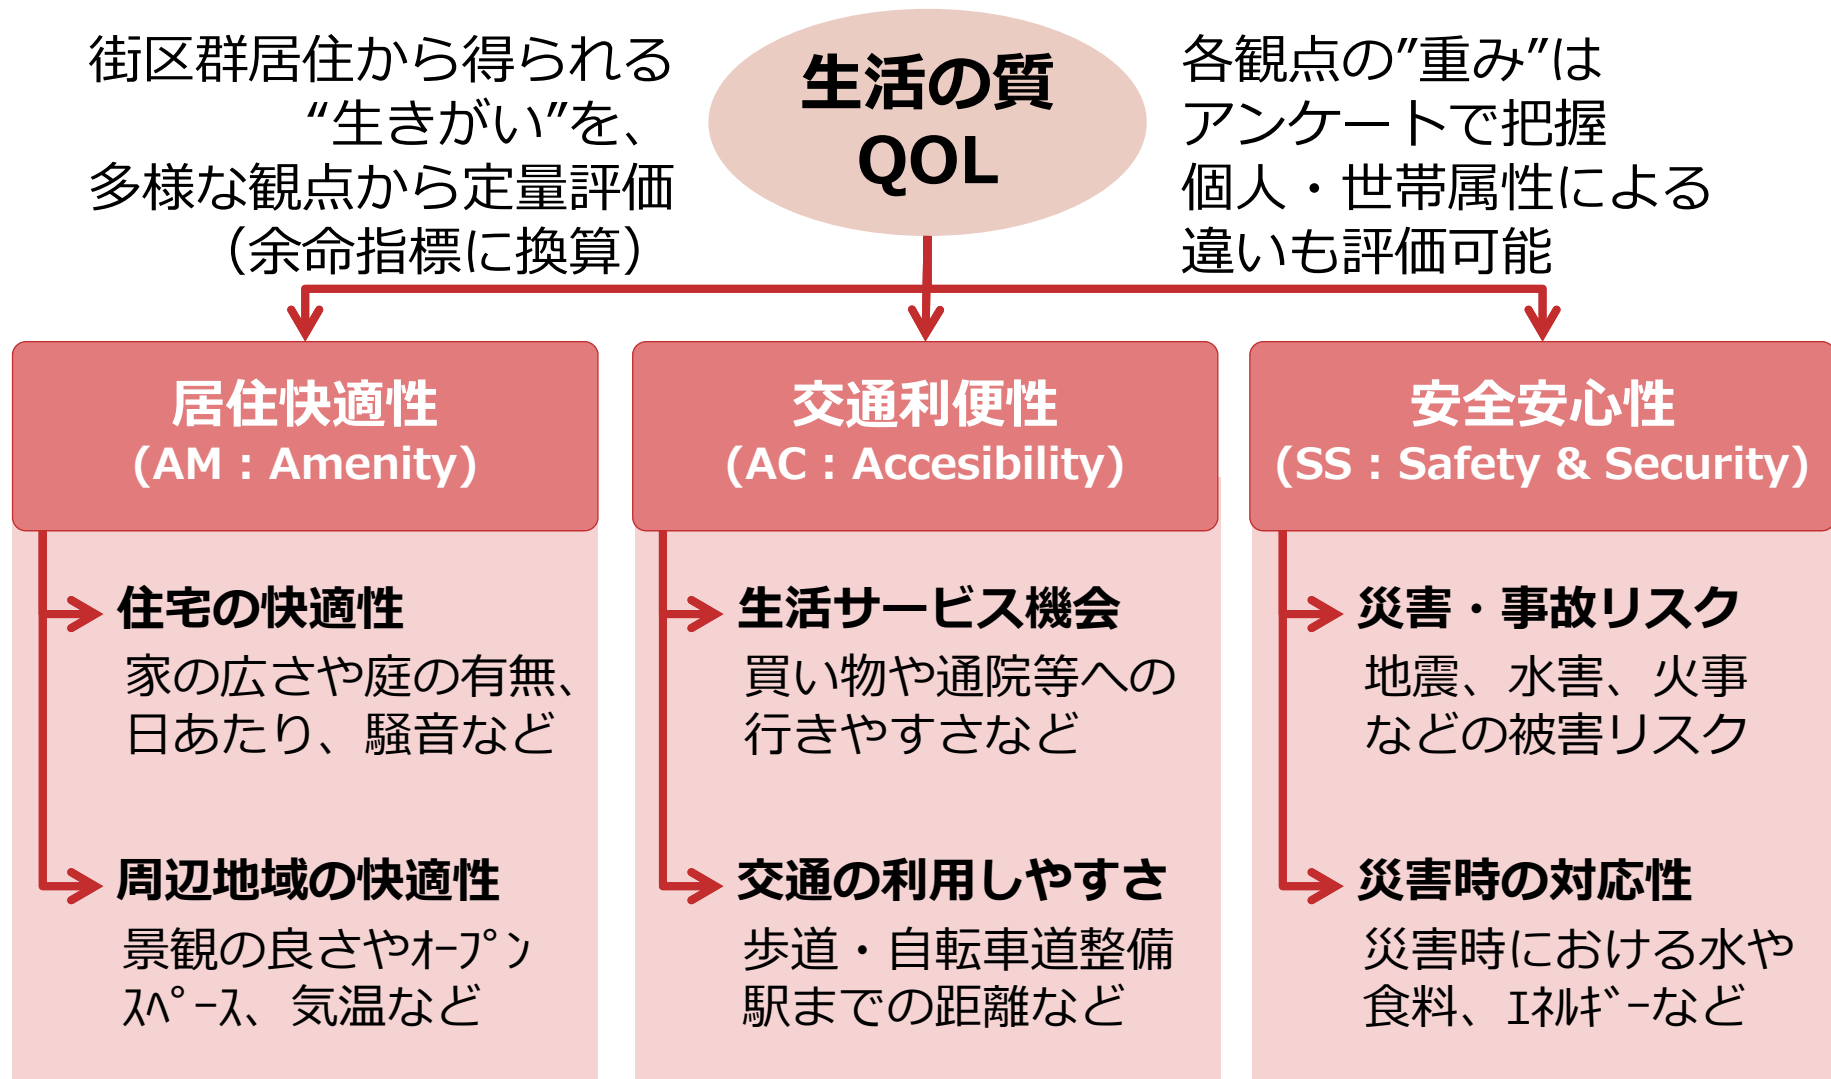 街区群居住から得られる
“生きがい”を、
多様な観点から定量評価
（余命指標に換算）
生活の質
QOL
各観点の”重み”は
アンケートで把握
個人・世帯属性による
違いも評価可能
居住快適性
(AM：Amenity)
住宅の快適性
家の広さや庭の有無、
日あたり、騒音など
周辺地域の快適性
景観の良さやｵｰﾌﾟﾝ
ｽﾍﾟｰｽ、気温など
交通利便性
(AC：Accesibility)
生活サービス機会
買い物や通院等への
行きやすさなど
交通の利用しやすさ
歩道・自転車道整備
駅までの距離など
安全安心性
(SS：Safety & Security)
災害・事故リスク
地震、水害、火事
などの被害リスク
災害時の対応性
災害時における水や
食料、ｴﾈﾙｷﾞｰなど